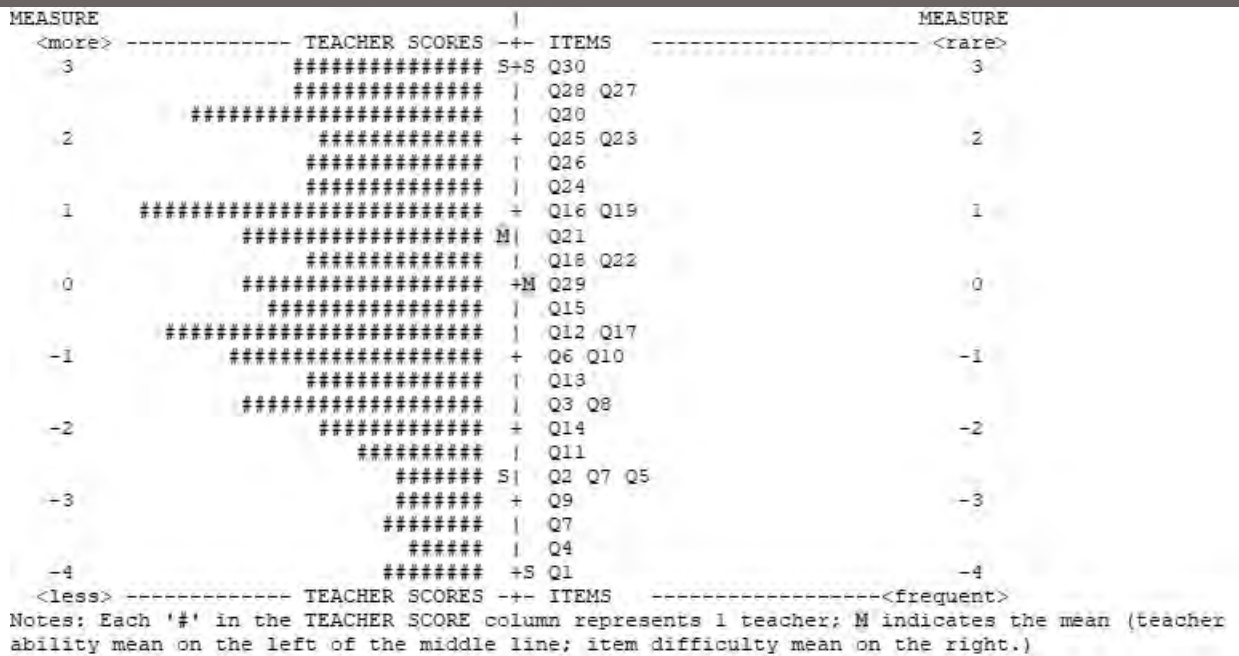 MEASURE | MEASURE
<more> ------------- TEACHER SCORES -+- ITEMS --------------------- <rare>
3 ############### S+S Q30 3
############### | Q28 Q27
####################### | Q20
2 ############# + Q25 Q23 2
############## | Q26
############## | Q24
1 ########################### + Q16 Q19 1
################### M| Q21
############## | Q18 Q22
0 ################### +M Q29 0
################# | Q15
######################### | Q12 Q17
-1 #################### + Q6 Q10 -1
############## | Q13
################### | Q3 Q8
-2 ############# + Q14 -2
########## | Q11
####### S| Q2 Q7 Q5
-3 ####### + Q9 -3
######## | Q7
###### | Q4
-4 ######## +S Q1 -4
<less> ------------- TEACHER SCORES -+- ITEMS ------------------<frequent>
Notes: Each '#' in the TEACHER SCORE column represents 1 teacher; M indicates the mean (teacher
ability mean on the left of the middle line; item difficulty mean on the right.)